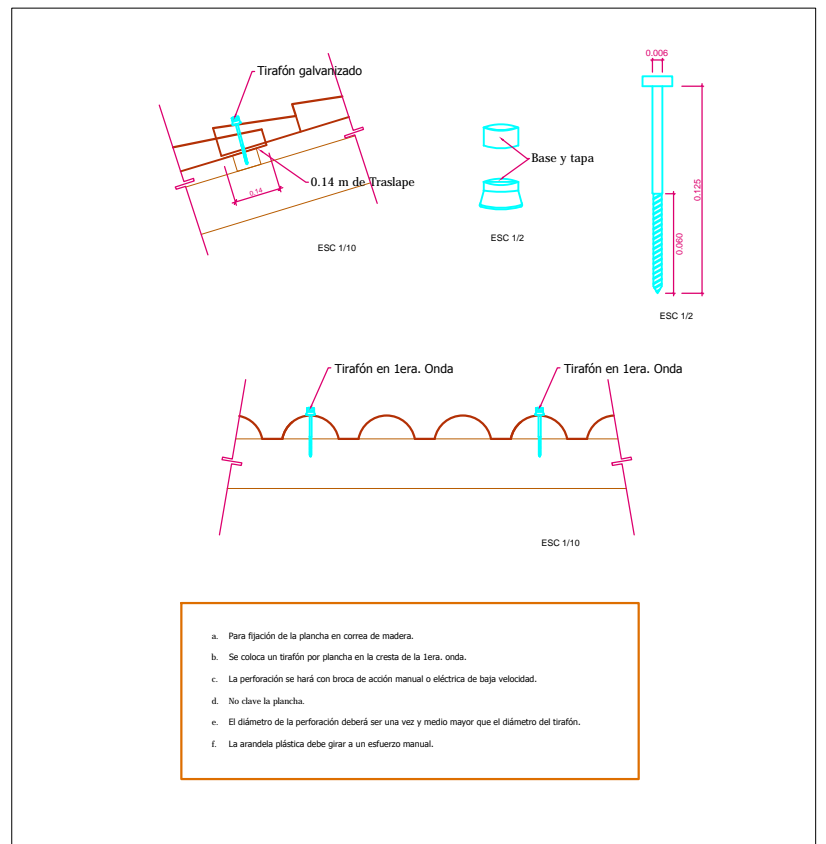 Tirafón galvanizado
0.14 m de Traslape
0,14
ESC 1/10
Base y tapa
ESC 1/2
0.006
0.125
0.060
ESC 1/2
Tirafón en 1era. Onda
Tirafón en 1era. Onda
ESC 1/10
a. Para fijación de la plancha en correa de madera.
b. Se coloca un tirafón por plancha en la cresta de la 1era. onda.
c. La perforación se hará con broca de acción manual o eléctrica de baja velocidad.
d. No clave la plancha.
e. El diámetro de la perforación deberá ser una vez y medio mayor que el diámetro del tirafón.
f. La arandela plástica debe girar a un esfuerzo manual.